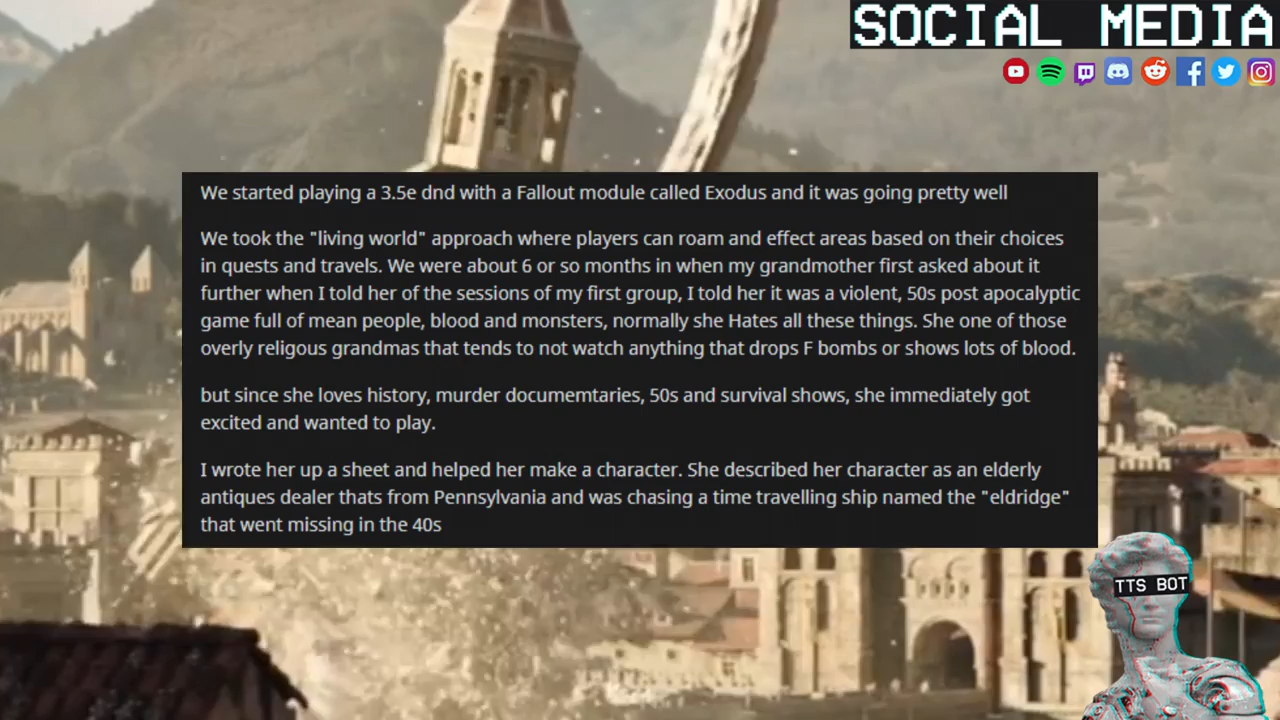 SOCIAL MEDIA
We started playing a 3.5e dnd with a Fallout module called Exodus and it was going pretty well
We took the "living world" approach where players can roam and effect areas based on their choices
in quests and travels. We were about 6 or so months in when my grandmother first asked about it
further when I told her of the sessions of my first group, I told her it was a violent, 50s post apocalyptic
game full of mean people, blood and monsters, normally she Hates all these things. She one of those
overly religous grandmas that tends to not watch anything that drops F bombs or shows lots of blood.
but since she loves history, murder documemtaries, 50s and survival shows, she immediately got
excited and wanted to play.
I wrote her up a sheet and helped her make a character. She described her character as an elderly
antiques dealer thats from Pennsylvania and was chasing a time travelling ship named the "eldridge"
that went missing in the 40s
TTS BOT